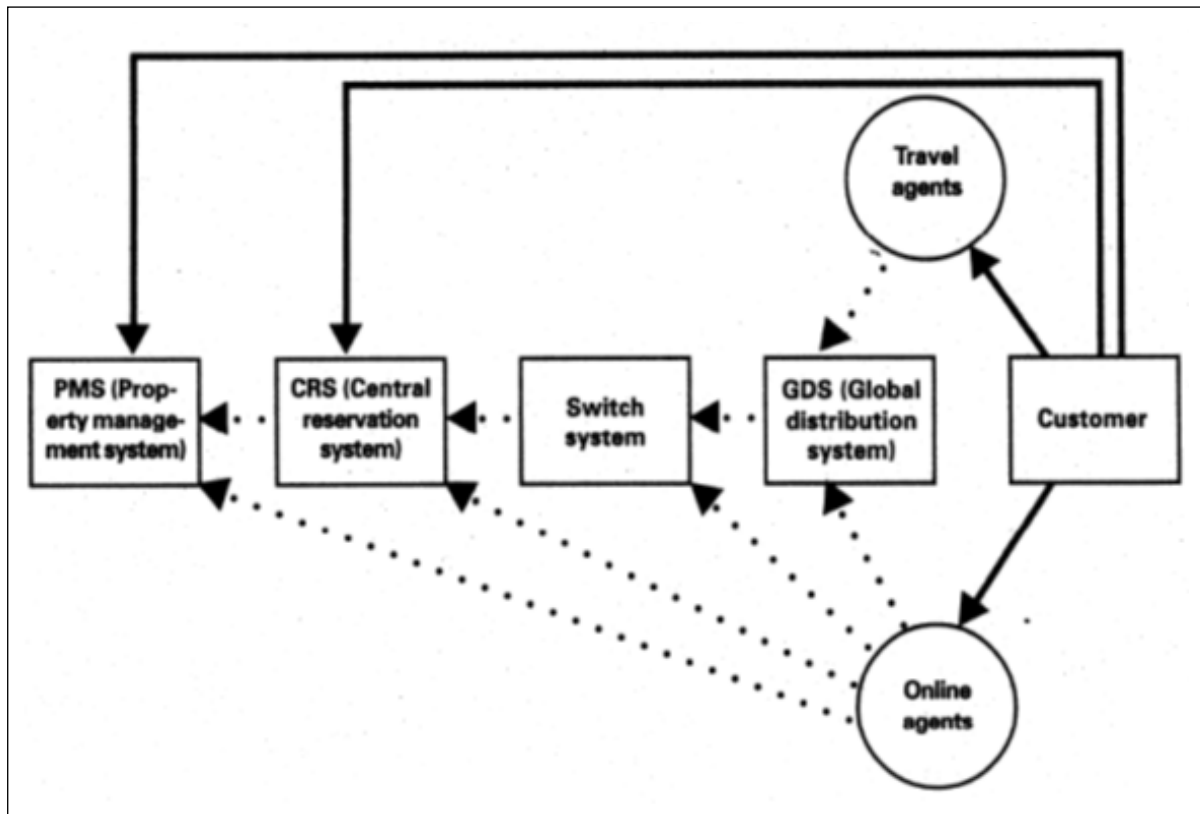 Travel
agents
PMS (Prop-
erty manage-
ment system)
CRS (Central
reservation
system)
Switch
system
GDS (Global
distribution
system)
Customer
Online
agents